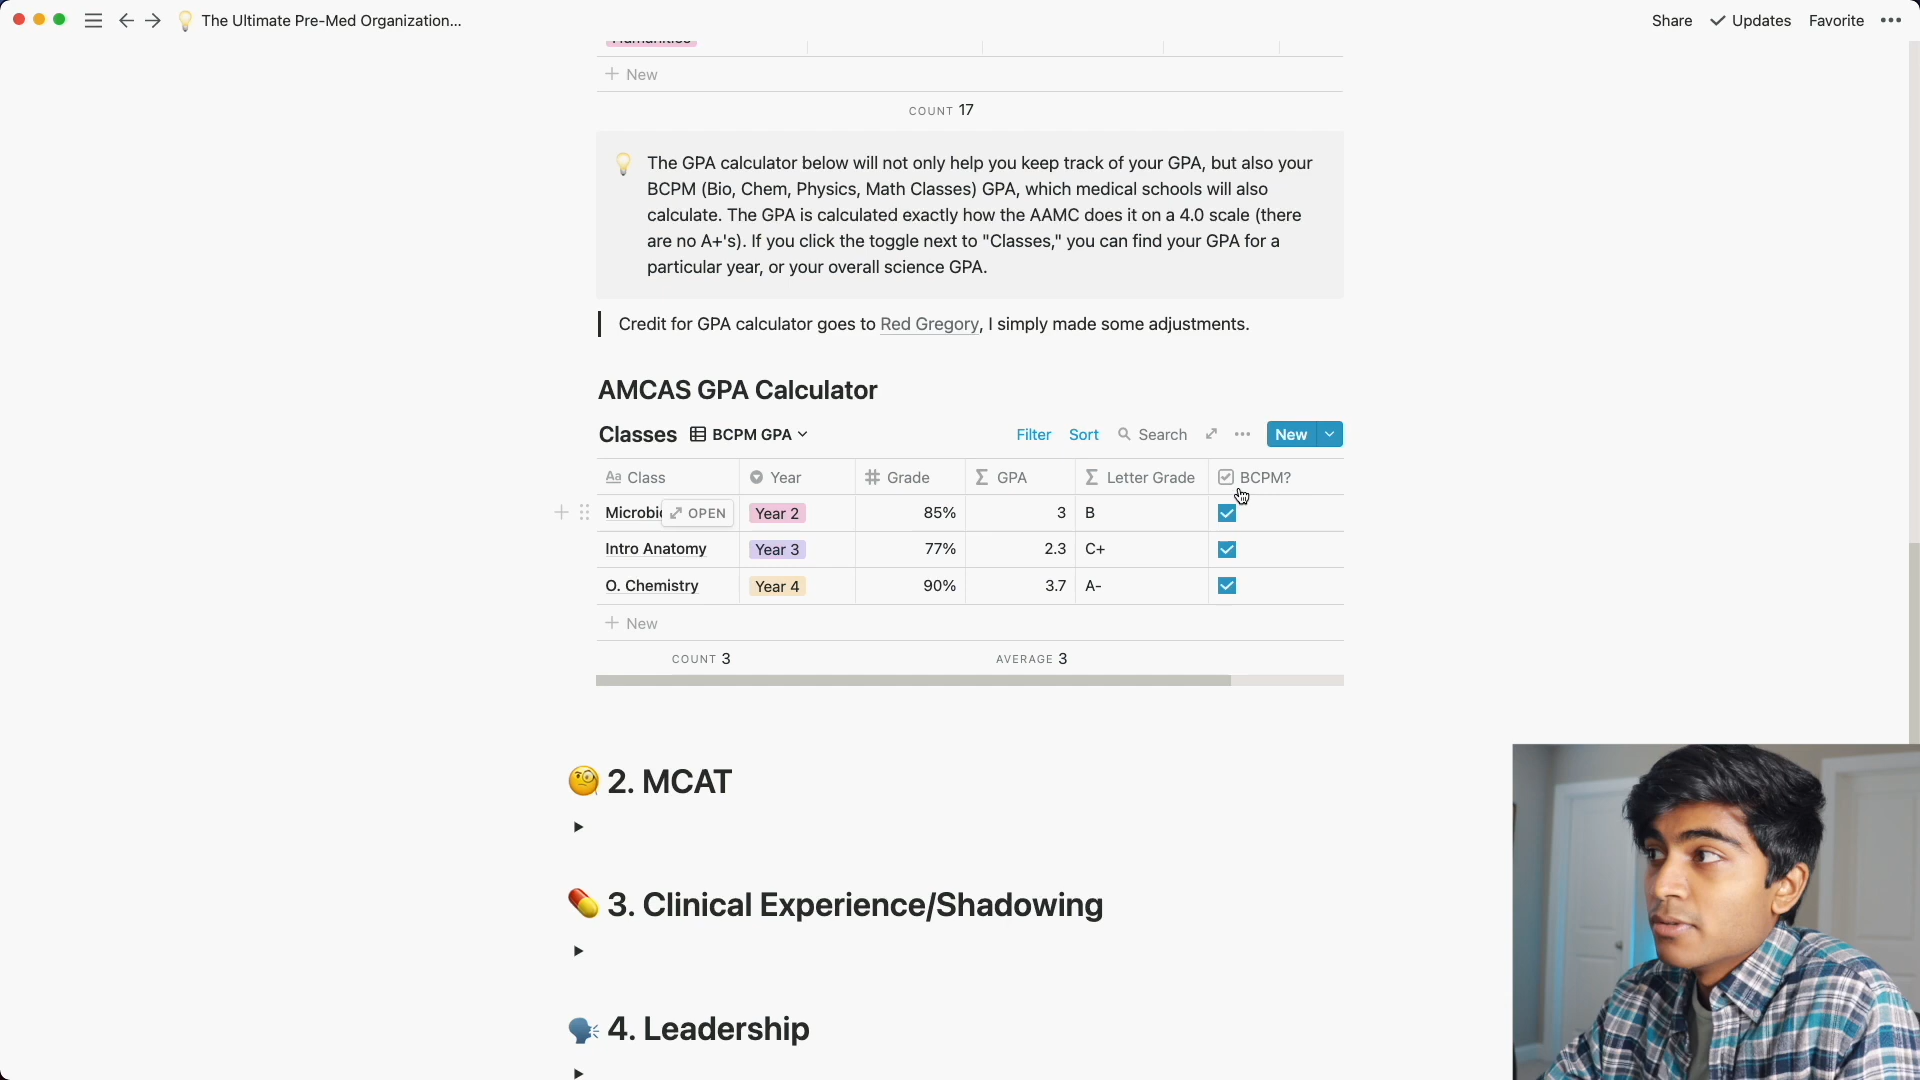 The Ultimate Pre-Med Organization...
Share
Updates
Favorite
Humanities
New
COUNT 17
The GPA calculator below will not only help you keep track of your GPA, but also your
BCPM (Bio, Chem, Physics, Math Classes) GPA, which medical schools will also
calculate. The GPA is calculated exactly how the AAMC does it on a 4.0 scale (there
are no A+'s). If you click the toggle next to "Classes," you can find your GPA for a
particular year, or your overall science GPA.
Credit for GPA calculator goes to Red Gregory, I simply made some adjustments.
AMCAS GPA Calculator
Classes BCPM GPA
Filter Sort Search New
Aa Class Year # Grade Σ GPA Σ Letter Grade BCPM?
Microbi OPEN Year 2 85% 3 B
Intro Anatomy Year 3 77% 2.3 C+
O. Chemistry Year 4 90% 3.7 A-
New
COUNT 3 AVERAGE 3
2. MCAT
3. Clinical Experience/Shadowing
4. Leadership